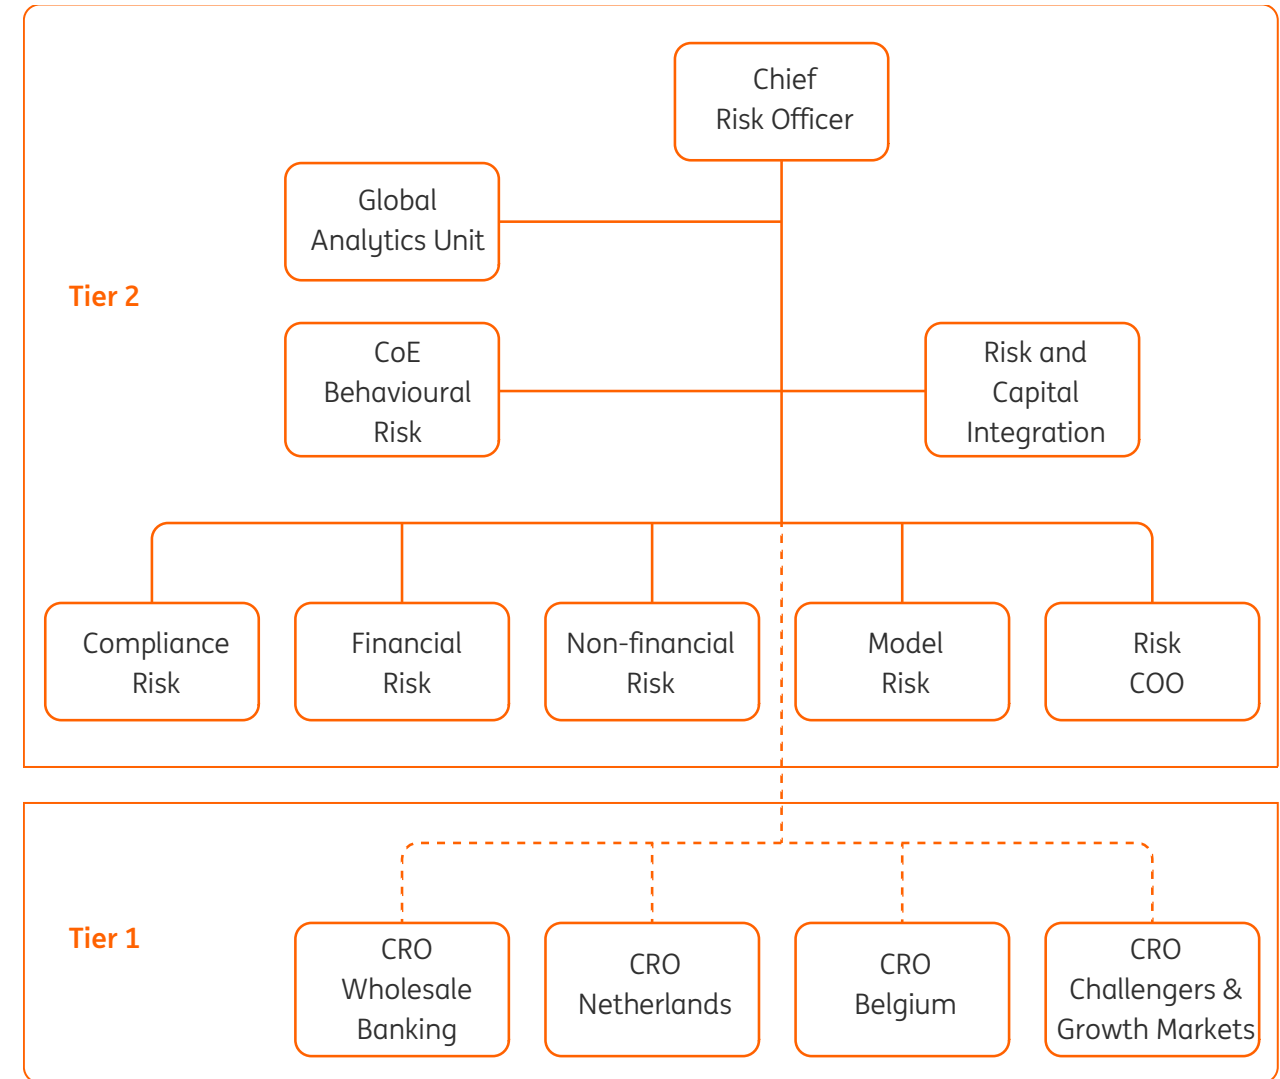 Chief
Risk Officer
Global
Analytics Unit
Tier 2
CoE
Behavioural
Risk
Risk and
Capital
Integration
Compliance
Risk
Financial
Risk
Non-financial
Risk
Model
Risk
Risk
COO
Tier 1
CRO
Wholesale
Banking
CRO
Netherlands
CRO
Belgium
CRO
Challengers &
Growth Markets